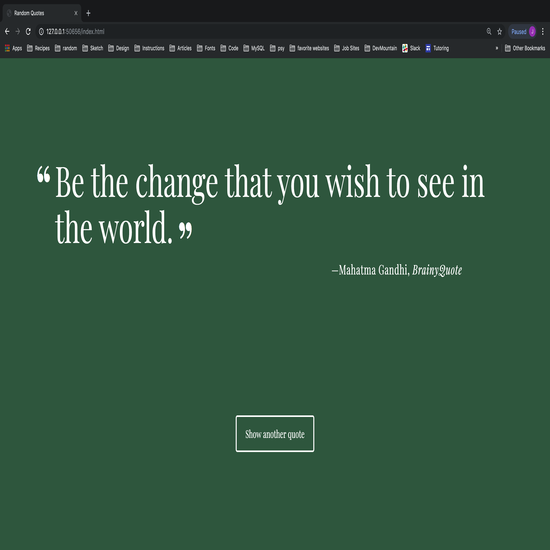 Random Quotes
127.0.0.1:50656/index.html
Paused
J
Apps Recipes random Sketch Design Instructions Articles Fonts Code MySQL psy favorite websites Job Sites DevMountain Slack Tutoring Other Bookmarks
“ Be the change that you wish to see in
the world. ”
—Mahatma Gandhi, BrainyQuote
Show another quote